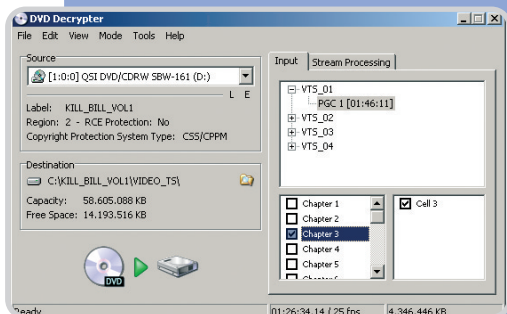 DVD Decrypter
File Edit View Mode Tools Help
Source
[1:0:0] QSI DVD/CDRW SBW-161 (D:)
L E
Label: KILL_BILL_VOL1
Region: 2 - RCE Protection: No
Copyright Protection System Type: CSS/CPPM
Destination
C:\KILL_BILL_VOL1\VIDEO_TS\
Capacity: 58.605.088 KB
Free Space: 14.193.516 KB
DVD
Input Stream Processing
VTS_01
PGC 1 [01:46:11]
VTS_02
VTS_03
VTS_04
Chapter 1
Chapter 2
Chapter 3
Chapter 4
Chapter 5
Chapter 6
Cell 3
Ready
01:26:34.14 / 25 fps
4.346.446 KB